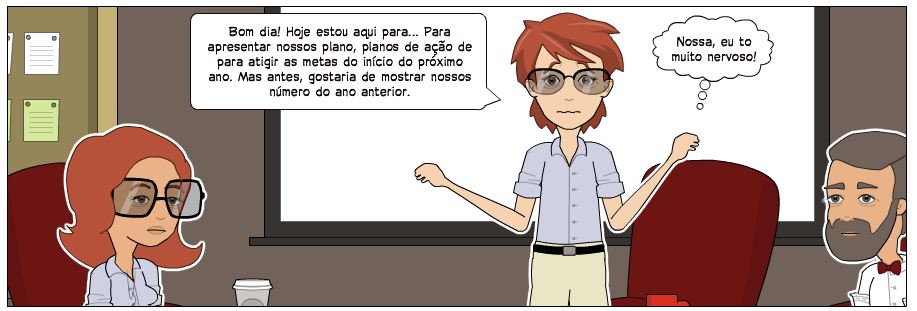 Bom dia! Hoje estou aqui para... Para
apresentar nossos plano, planos de ação de
para atigir as metas do início do próximo
ano. Mas antes, gostaria de mostrar nossos
número do ano anterior.
Nossa, eu to
muito nervoso!